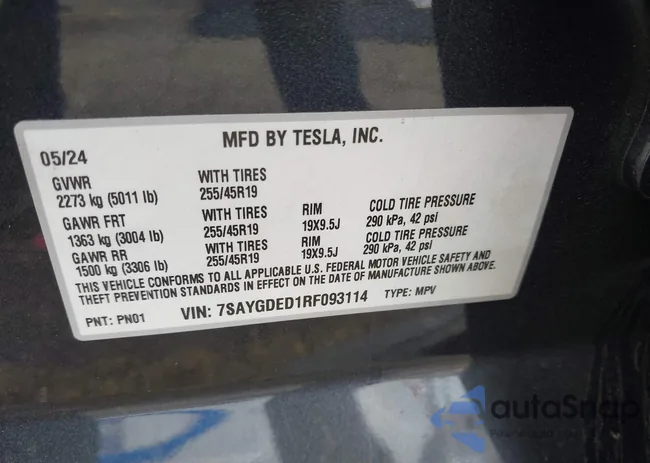 MFD BY TESLA, INC.
05/24
GVWR
2273 kg (5011 lb)
WITH TIRES
255/45R19
GAWR FRT
1363 kg (3004 lb)
WITH TIRES
255/45R19
RIM
19X9.5J
COLD TIRE PRESSURE
290 kPa, 42 psi
GAWR RR
1500 kg (3306 lb)
WITH TIRES
255/45R19
RIM
19X9.5J
COLD TIRE PRESSURE
290 kPa, 42 psi
THIS VEHICLE CONFORMS TO ALL APPLICABLE U.S. FEDERAL MOTOR VEHICLE SAFETY AND
THEFT PREVENTION STANDARDS IN EFFECT ON THE DATE OF MANUFACTURE SHOWN ABOVE.
PNT: PN01 VIN: 7SAYGDED1RF093114 TYPE: MPV
autoSnap